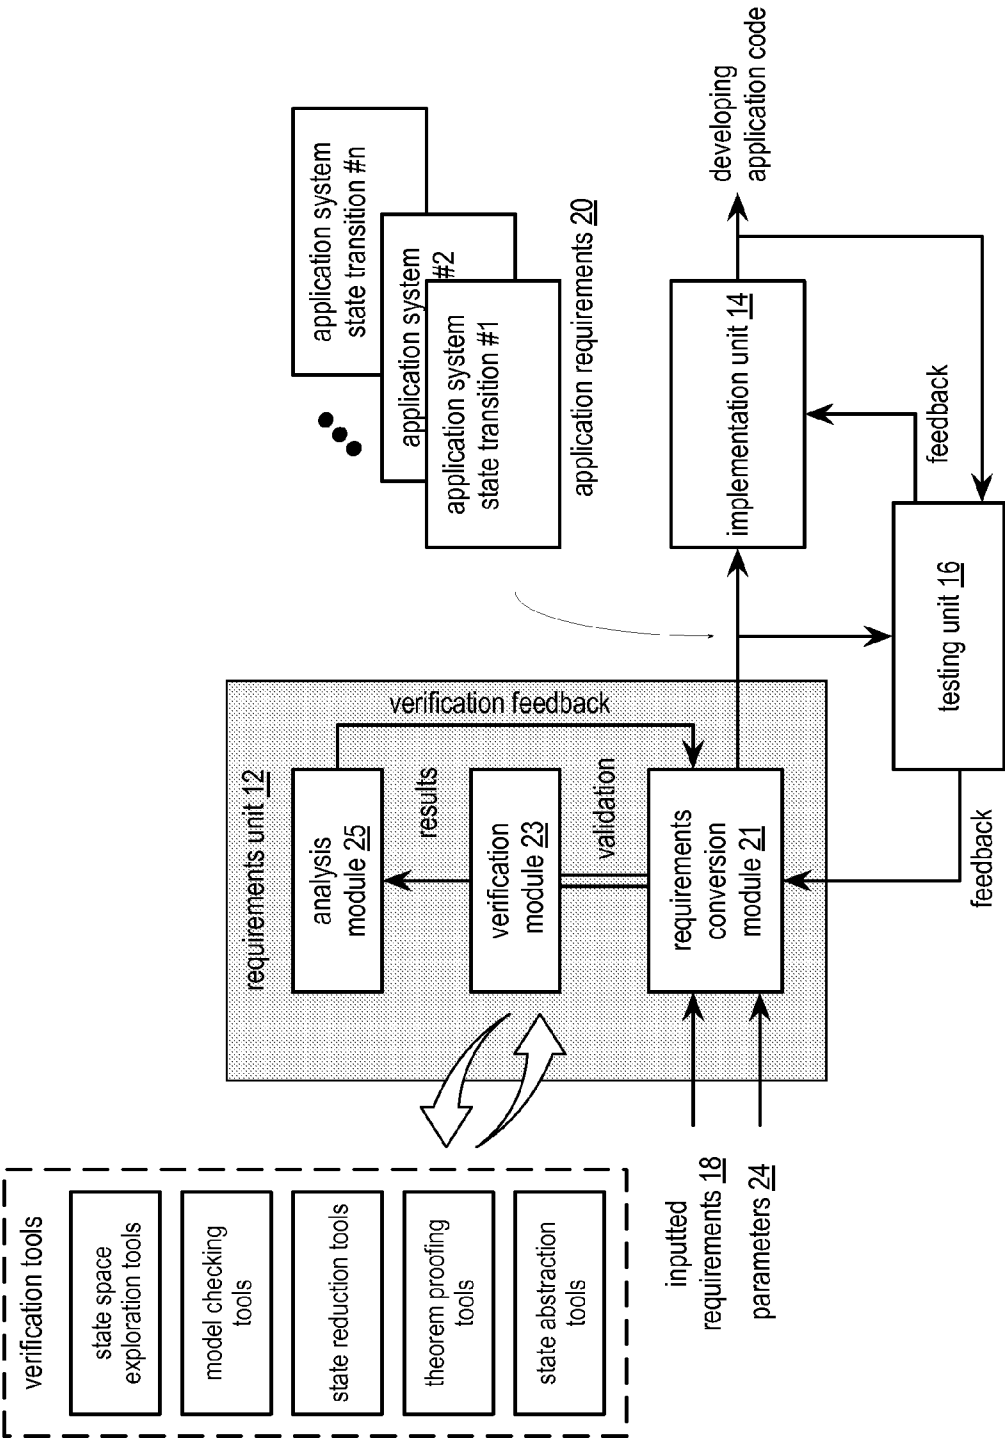 verification tools
state space
exploration tools
model checking
tools
state reduction tools
theorem proofing
tools
state abstraction
tools
requirements unit 12
analysis
module 25
results
verification
module 23
verification feedback
validation
requirements
conversion
module 21
inputted
requirements 18
parameters 24
feedback
application system
state transition #n
application system
#2
application system
state transition #1
application requirements 20
implementation unit 14
developing
application code
feedback
testing unit 16